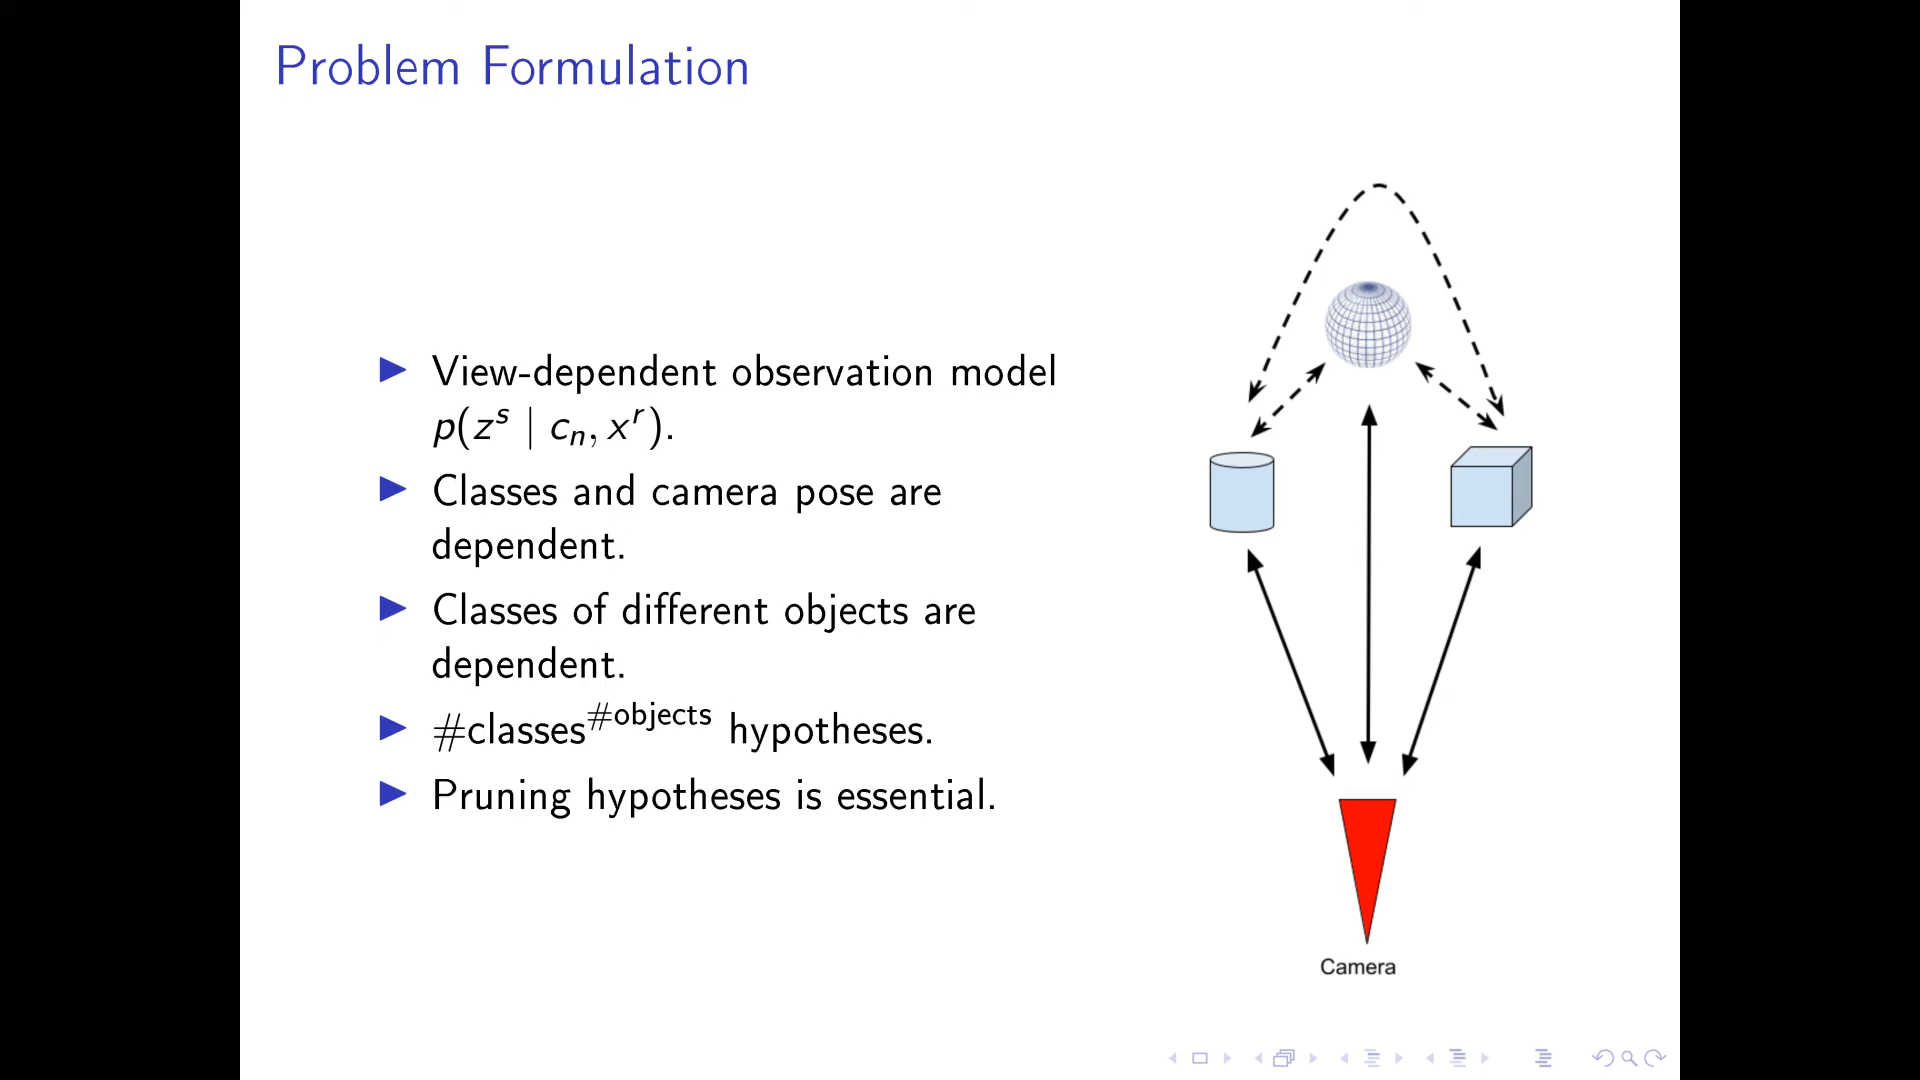 Problem Formulation
View-dependent observation model
p(z^s | c_n, x^r).
Classes and camera pose are
dependent.
Classes of different objects are
dependent.
#classes^#objects hypotheses.
Pruning hypotheses is essential.
Camera